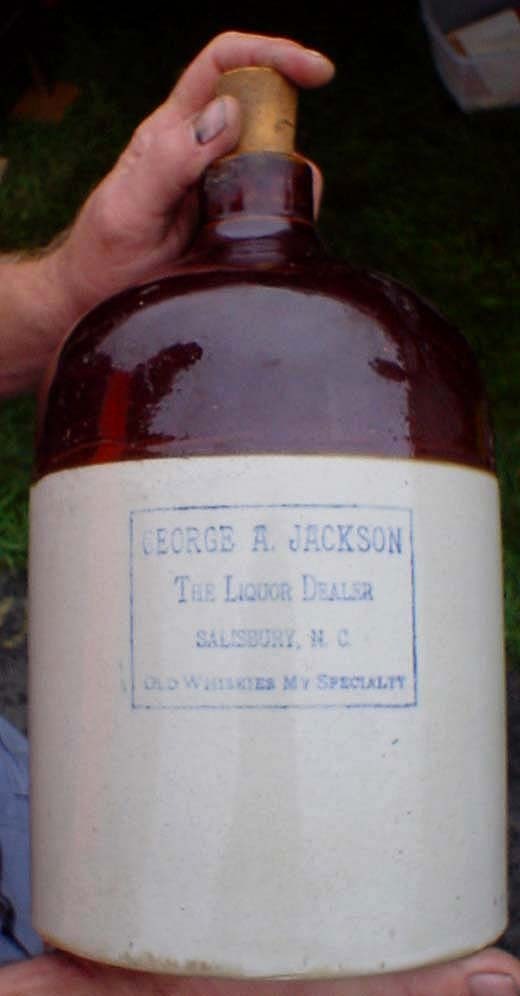 GEORGE A. JACKSON
THE LIQUOR DEALER
SALISBURY, N. C.
OLD WHISKIES MY SPECIALTY